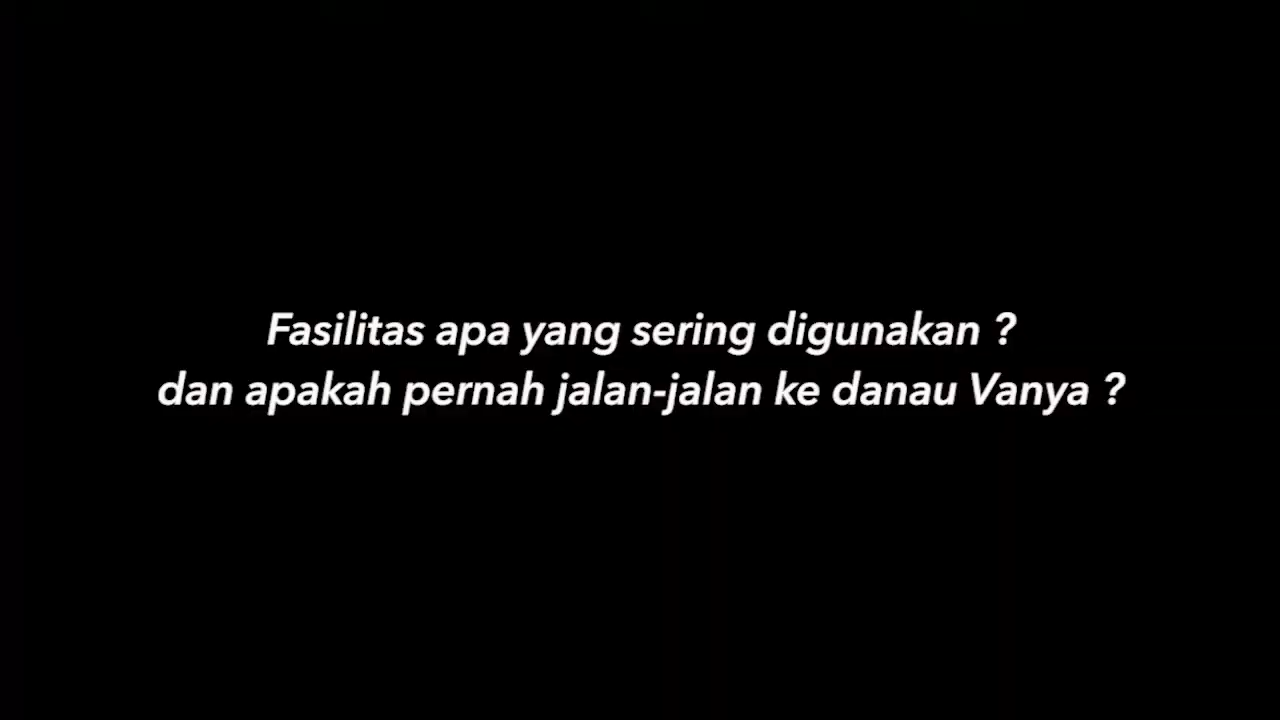 Fasilitas apa yang sering digunakan ?
dan apakah pernah jalan-jalan ke danau Vanya ?